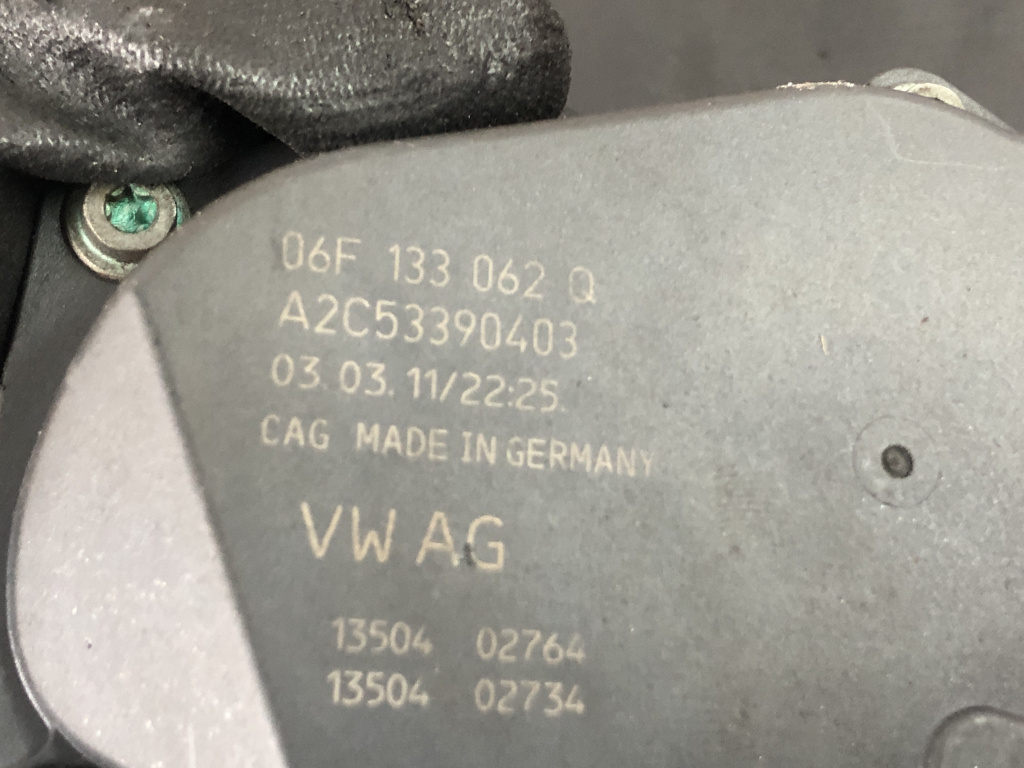 06F 133 062 Q
A2C53390403
03.03.11/22:25.
CAG MADE IN GERMANY
VW AG
13504 02764
13504 02734